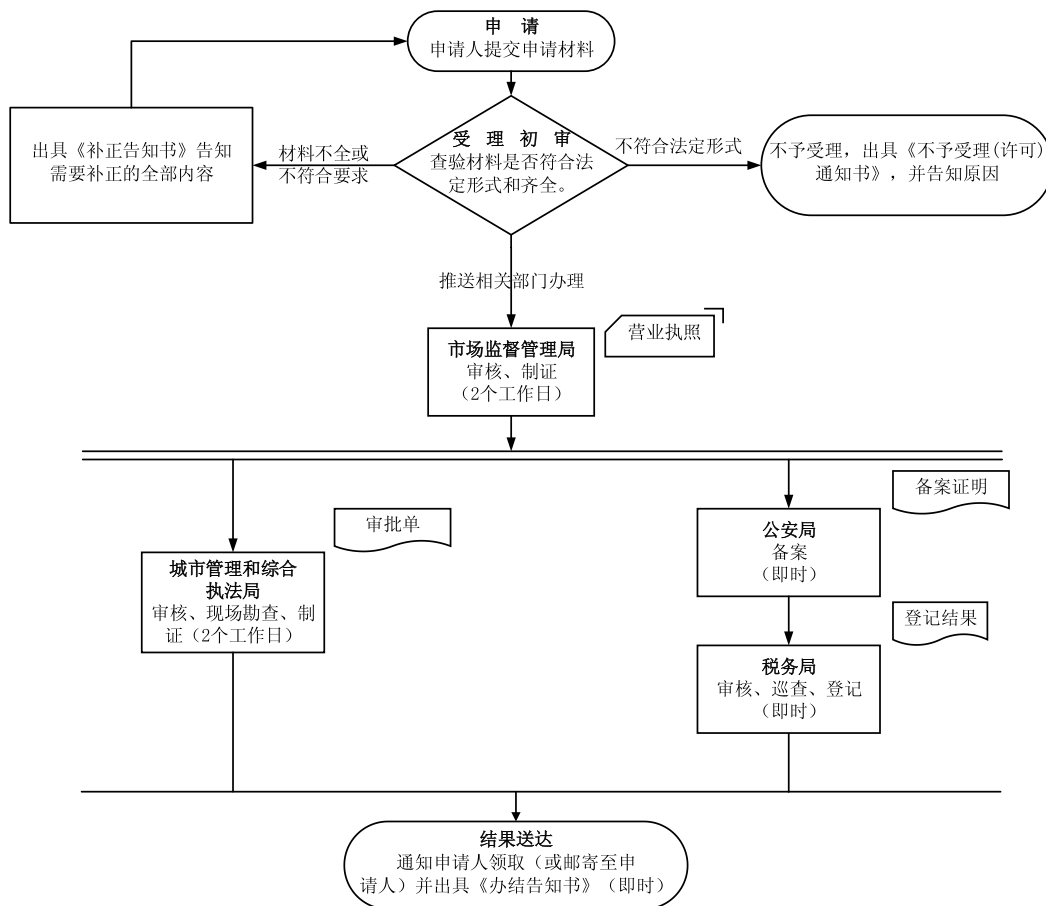 申　请
申请人提交申请材料
受 理 初 审
查验材料是否符合法
定形式和齐全。
材料不全或
不符合要求
出具《补正告知书》告知
需要补正的全部内容
不符合法定形式
不予受理，出具《不予受理(许可)
通知书》，并告知原因
推送相关部门办理
市场监督管理局
审核、制证
（2个工作日）
营业执照
审批单
城市管理和综合
执法局
审核、现场勘查、制
证（2个工作日）
备案证明
公安局
备案
（即时）
登记结果
税务局
审核、巡查、登记
（即时）
结果送达
通知申请人领取（或邮寄至申
请人）并出具《办结告知书》（即时）